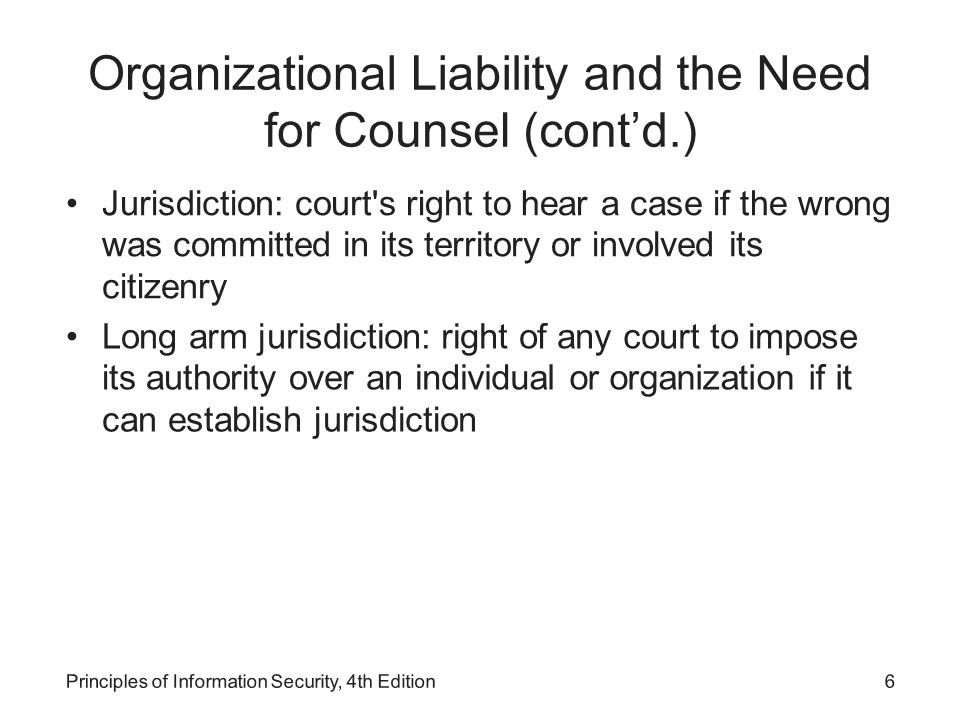 Organizational Liability and the Need
for Counsel (cont’d.)
• Jurisdiction: court's right to hear a case if the wrong
was committed in its territory or involved its
citizenry
• Long arm jurisdiction: right of any court to impose
its authority over an individual or organization if it
can establish jurisdiction
Principles of Information Security, 4th Edition 6